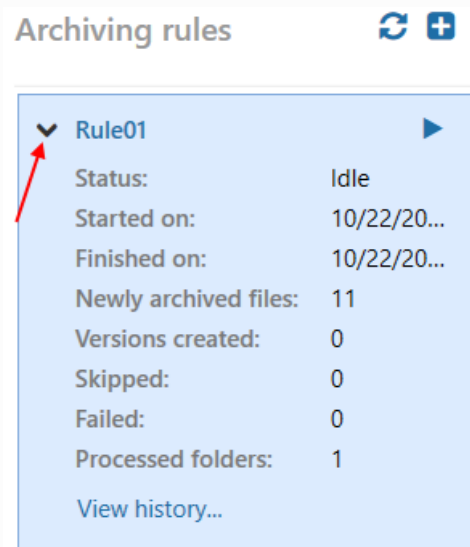 Archiving rules
Rule01
Status: Idle
Started on: 10/22/20...
Finished on: 10/22/20...
Newly archived files: 11
Versions created: 0
Skipped: 0
Failed: 0
Processed folders: 1
View history...